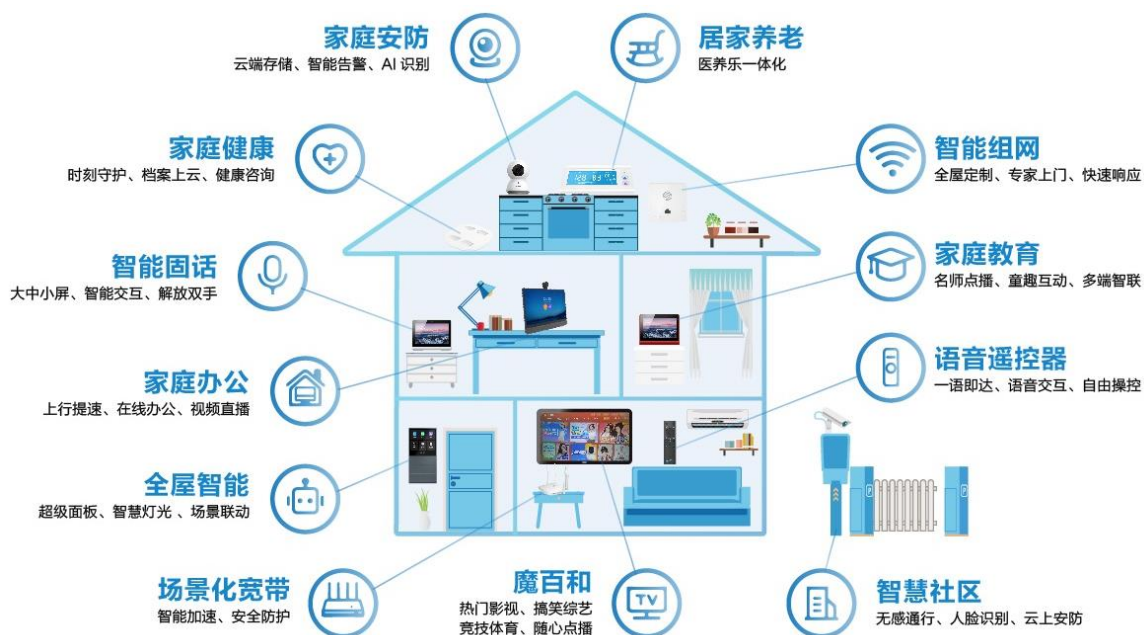 家庭安防
云端存储、智能告警、AI 识别
居家养老
医养乐一体化
家庭健康
时刻守护、档案上云、健康咨询
智能组网
全屋定制、专家上门、快速响应
智能固话
大中小屏、智能交互、解放双手
家庭教育
名师点播、童趣互动、多端智联
家庭办公
上行提速、在线办公、视频直播
语音遥控器
一语即达、语音交互、自由操控
全屋智能
超级面板、智慧灯光 、场景联动
场景化宽带
智能加速、安全防护
魔百和
热门影视、搞笑综艺
竞技体育、随心点播
TV
智慧社区
无感通行、人脸识别、云上安防